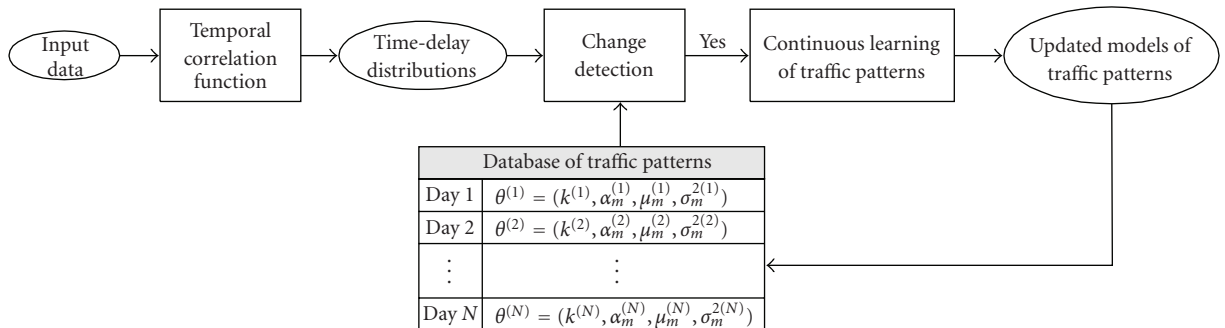 Input
data
Temporal
correlation
function
Time-delay
distributions
Change
detection
Yes
Continuous learning
of traffic patterns
Updated models of
traffic patterns
Database of traffic patterns
Day 1 θ^(1) = (k^(1), α_m^(1), μ_m^(1), σ_m^2(1))
Day 2 θ^(2) = (k^(2), α_m^(2), μ_m^(2), σ_m^2(2))
⋮ ⋮
Day N θ^(N) = (k^(N), α_m^(N), μ_m^(N), σ_m^2(N))